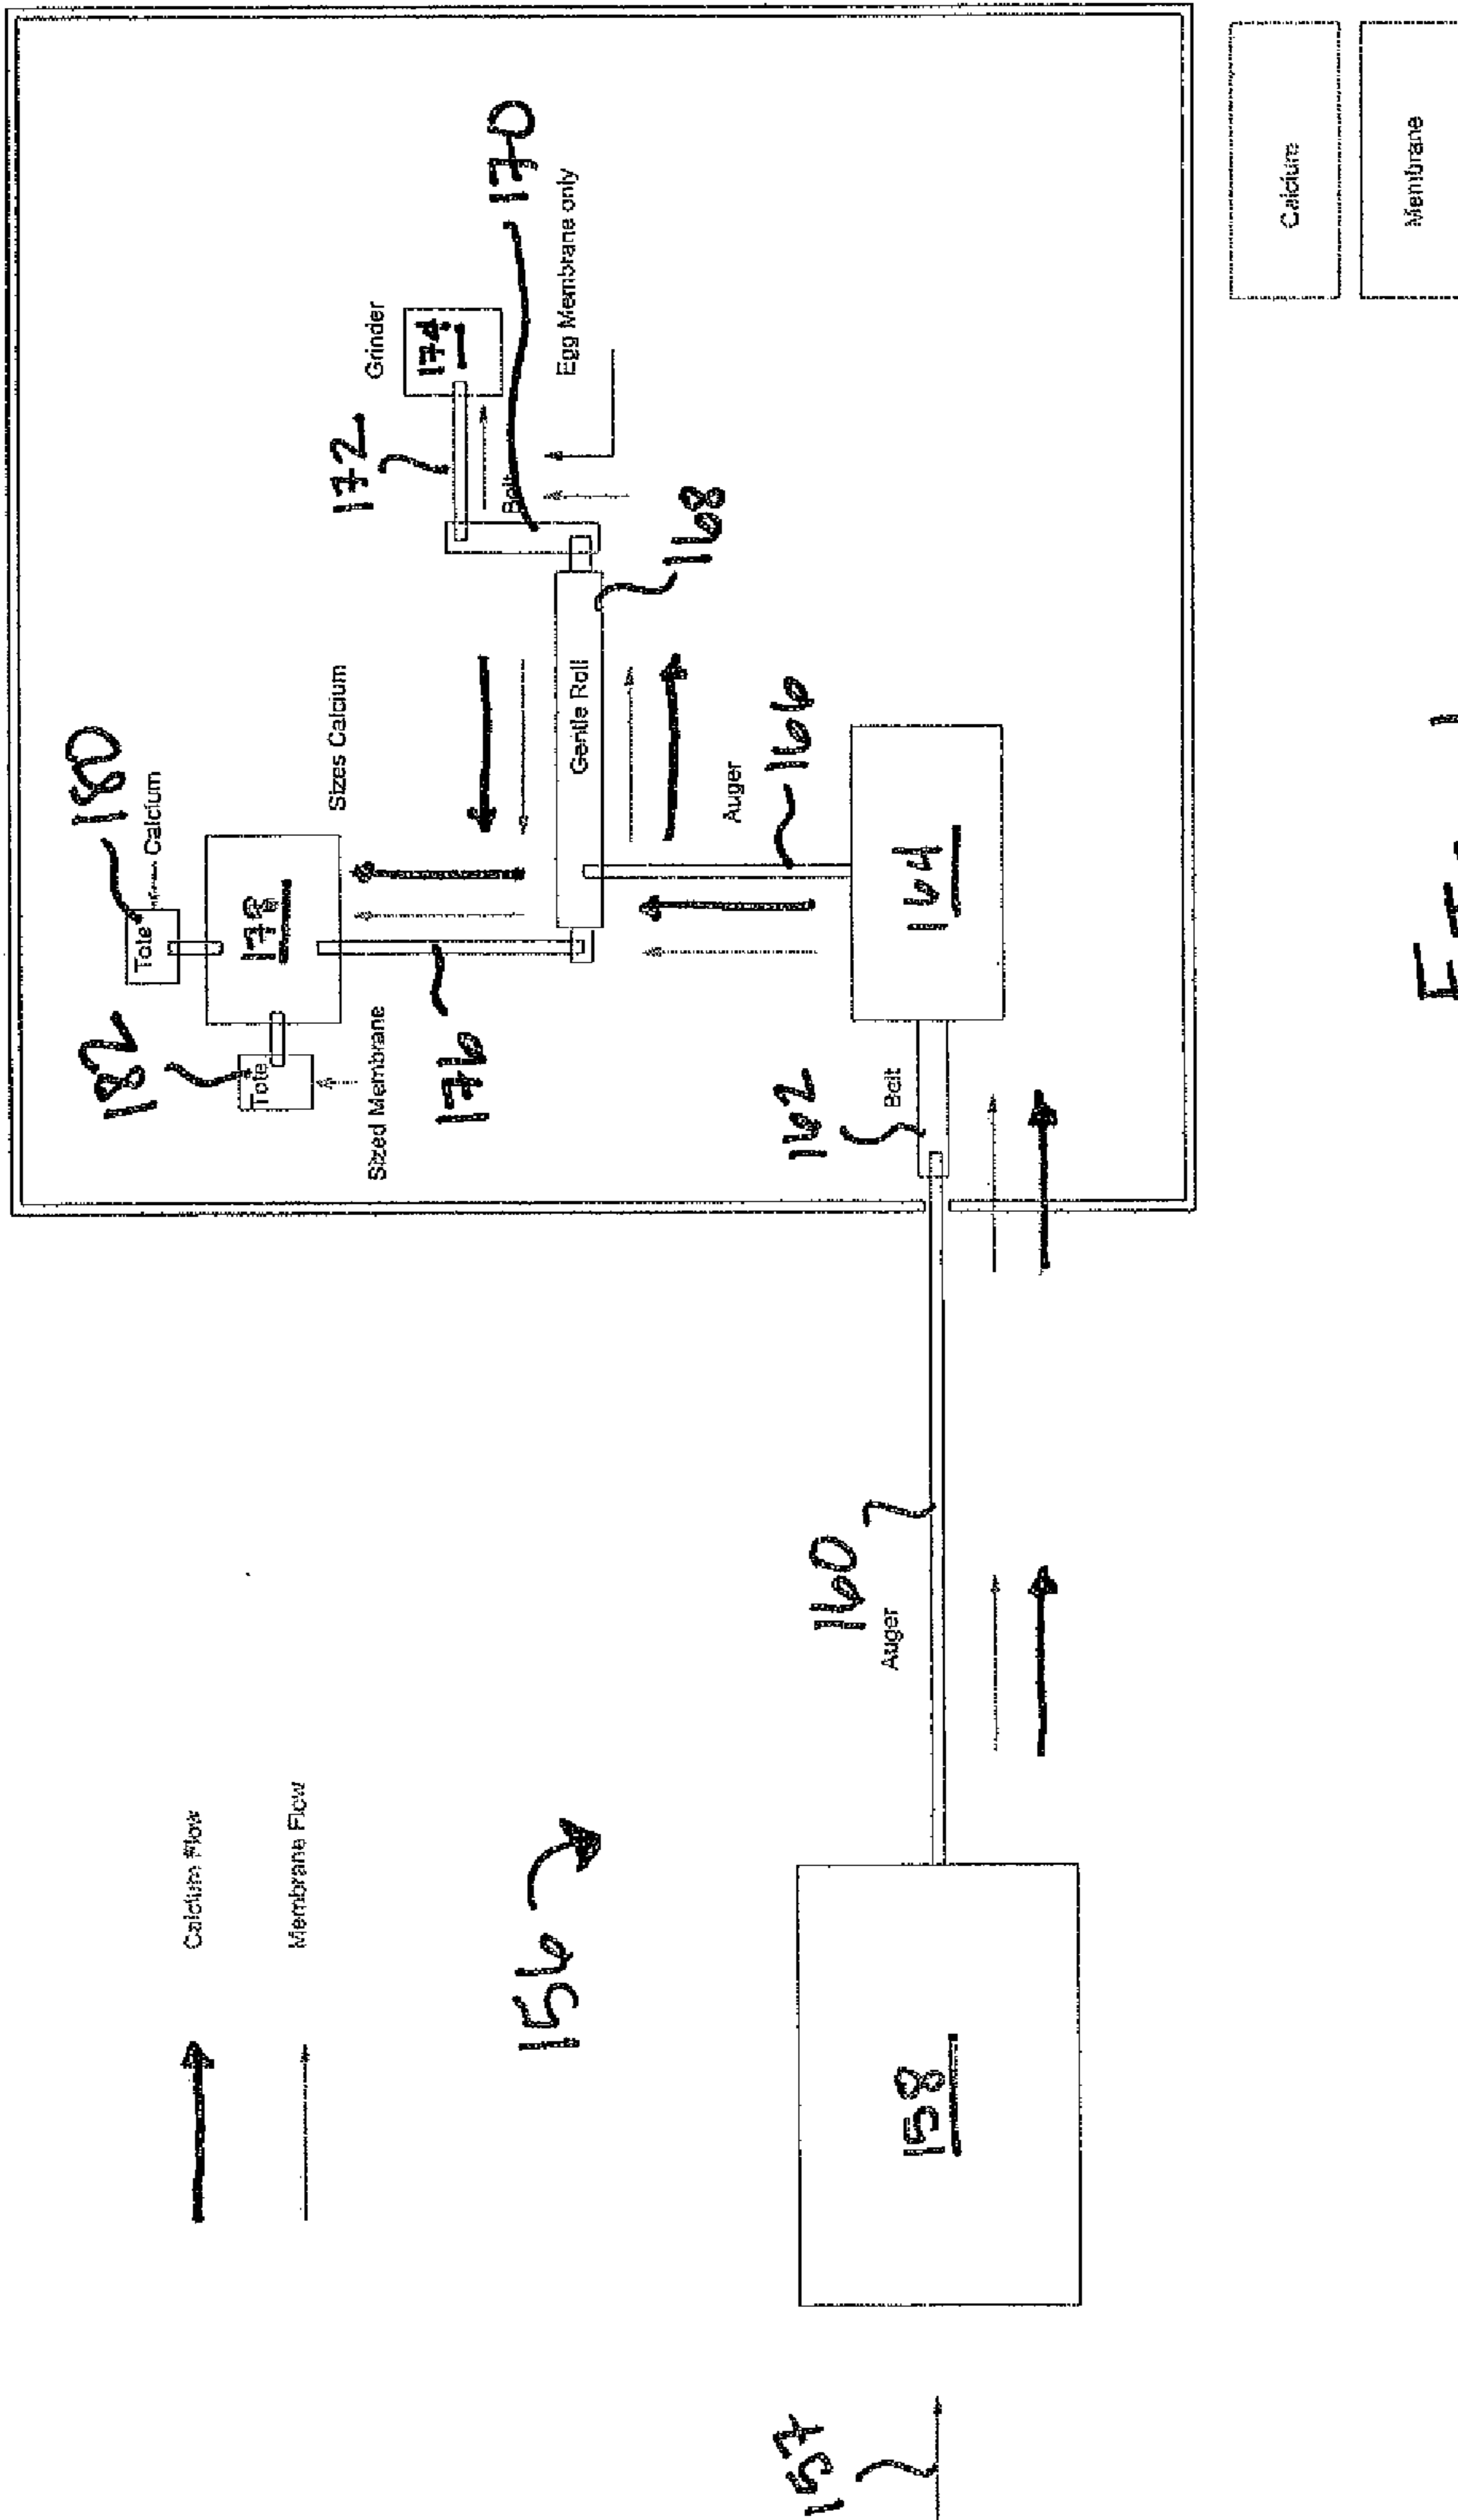 Calcium Flow
Membrane Flow
156
157
158
160
Auger
162
Belt
164
166
Auger
168
Gentle Roll
170
Belt
172
Grinder
174
Egg Membrane only
176
Sizes Calcium
178
180
Tote
Calcium
182
Tote
Sized Membrane
Calcium
Membrane